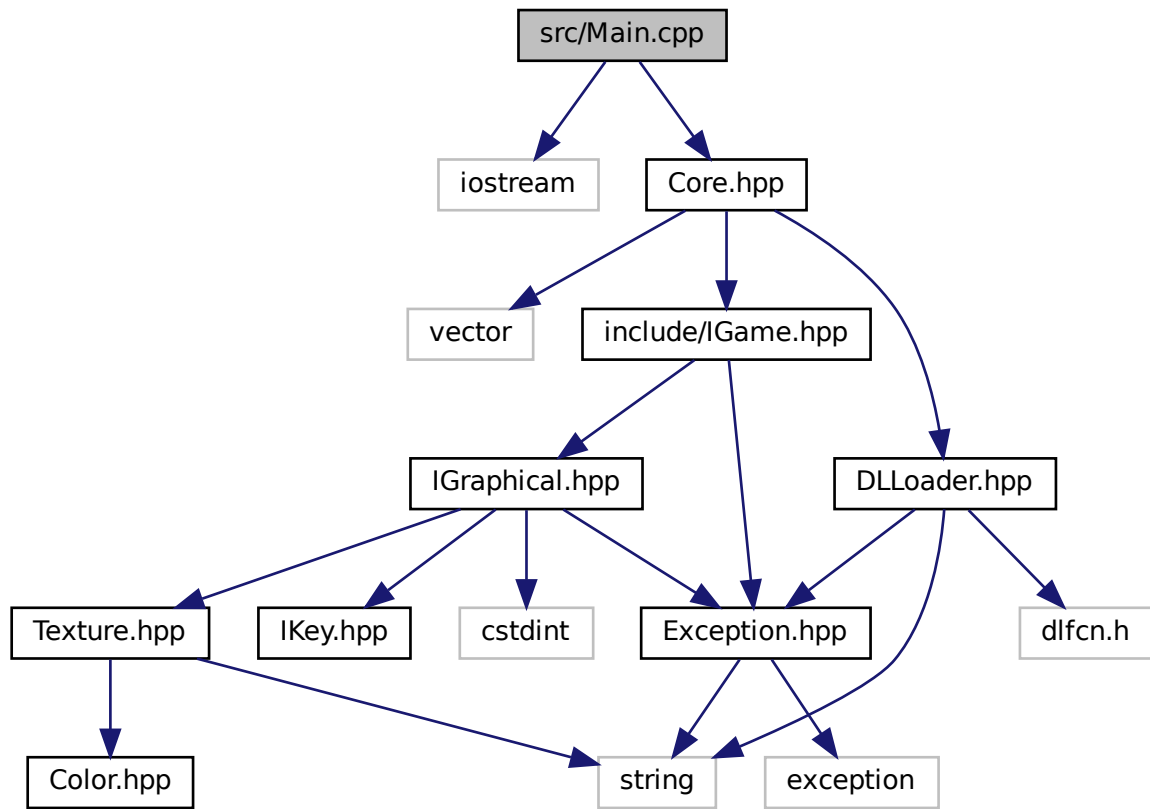 src/Main.cpp
iostream
Core.hpp
vector
include/IGame.hpp
IGraphical.hpp
DLLoader.hpp
Texture.hpp
IKey.hpp
cstdint
Exception.hpp
dlfcn.h
Color.hpp
string
exception